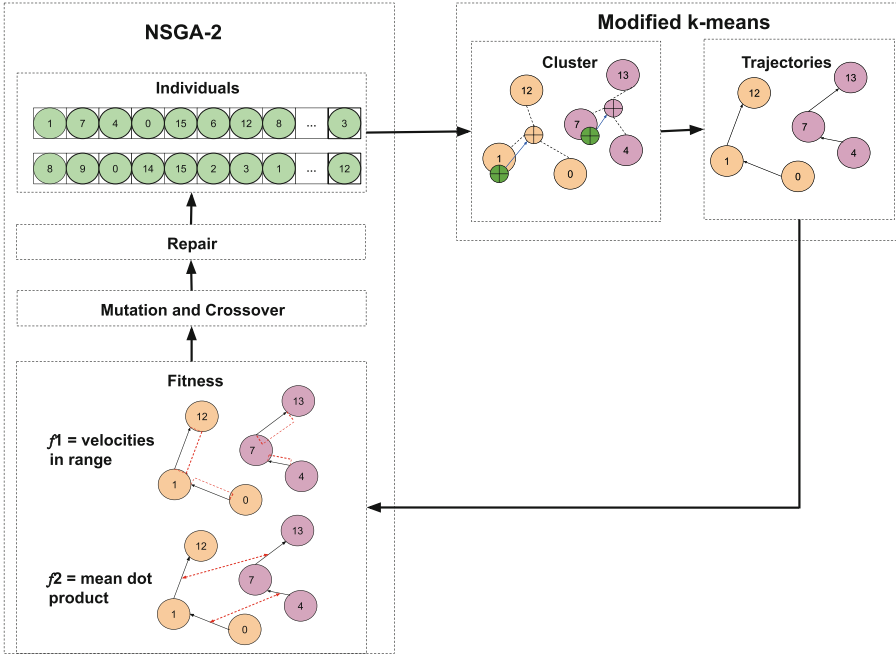 NSGA-2
Individuals
1 7 4 0 15 6 12 8 ... 3
8 9 0 14 15 2 3 1 ... 12
Repair
Mutation and Crossover
Fitness
12
13
f1 = velocities
in range
7
4
1
0
12
13
f2 = mean dot
product
7
4
1
0
Modified k-means
Cluster
12
13
7
4
1
0
Trajectories
12
13
7
4
1
0